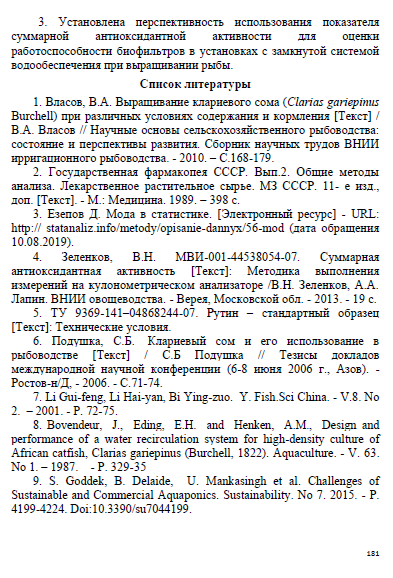 3. Установлена перспективность использования показателя
суммарной антиоксидантной активности для оценки
работоспособности биофильтров в установках с замкнутой системой
водообеспечения при выращивании рыбы.
Список литературы
1. Власов, В.А. Выращивание клариевого сома (Clarias gariepinus
Burchell) при различных условиях содержания и кормления [Текст] /
В.А. Власов // Научные основы сельскохозяйственного рыбоводства:
состояние и перспективы развития. Сборник научных трудов ВНИИ
ирригационного рыбоводства. - 2010. – С.168-179.
2. Государственная фармакопея СССР. Вып.2. Общие методы
анализа. Лекарственное растительное сырье. МЗ СССР. 11- е изд.,
доп. [Текст]. - М.: Медицина. 1989. – 398 с.
3. Езепов Д. Мода в статистике. [Электронный ресурс] - URL:
http:// statanaliz.info/metody/opisanie-dannyx/56-mod (дата обращения
10.08.2019).
4. Зеленков, В.Н. МВИ-001-44538054-07. Суммарная
антиоксидантная активность [Текст]: Методика выполнения
измерений на кулонометрическом анализаторе /В.Н. Зеленков, А.А.
Лапин. ВНИИ овощеводства. - Верея, Московской обл. - 2013. - 19 с.
5. ТУ 9369-141–04868244-07. Рутин – стандартный образец
[Текст]: Технические условия.
6. Подушка, С.Б. Клариевый сом и его использование в
рыбоводстве [Текст] / С.Б Подушка // Тезисы докладов
международной научной конференции (6-8 июня 2006 г., Азов). -
Ростов-н/Д, - 2006. - С.71-74.
7. Li Gui-feng, Li Hai-yan, Bi Ying-zuo. Y. Fish.Sci China. - V.8. No
2. – 2001. - P. 72-75.
8. Bovendeur, J., Eding, E.H. and Henken, A.M., Design and
performance of a water recirculation system for high-density culture of
African catfish, Clarias gariepinus (Burchell, 1822). Aquaculture. - V. 63.
No 1. – 1987. - P. 329-35
9. S. Goddek, B. Delaide, U. Mankasingh et al. Challenges of
Sustainable and Commercial Aquaponics. Sustainability. No 7. 2015. - P.
4199-4224. Doi:10.3390/su7044199.
181